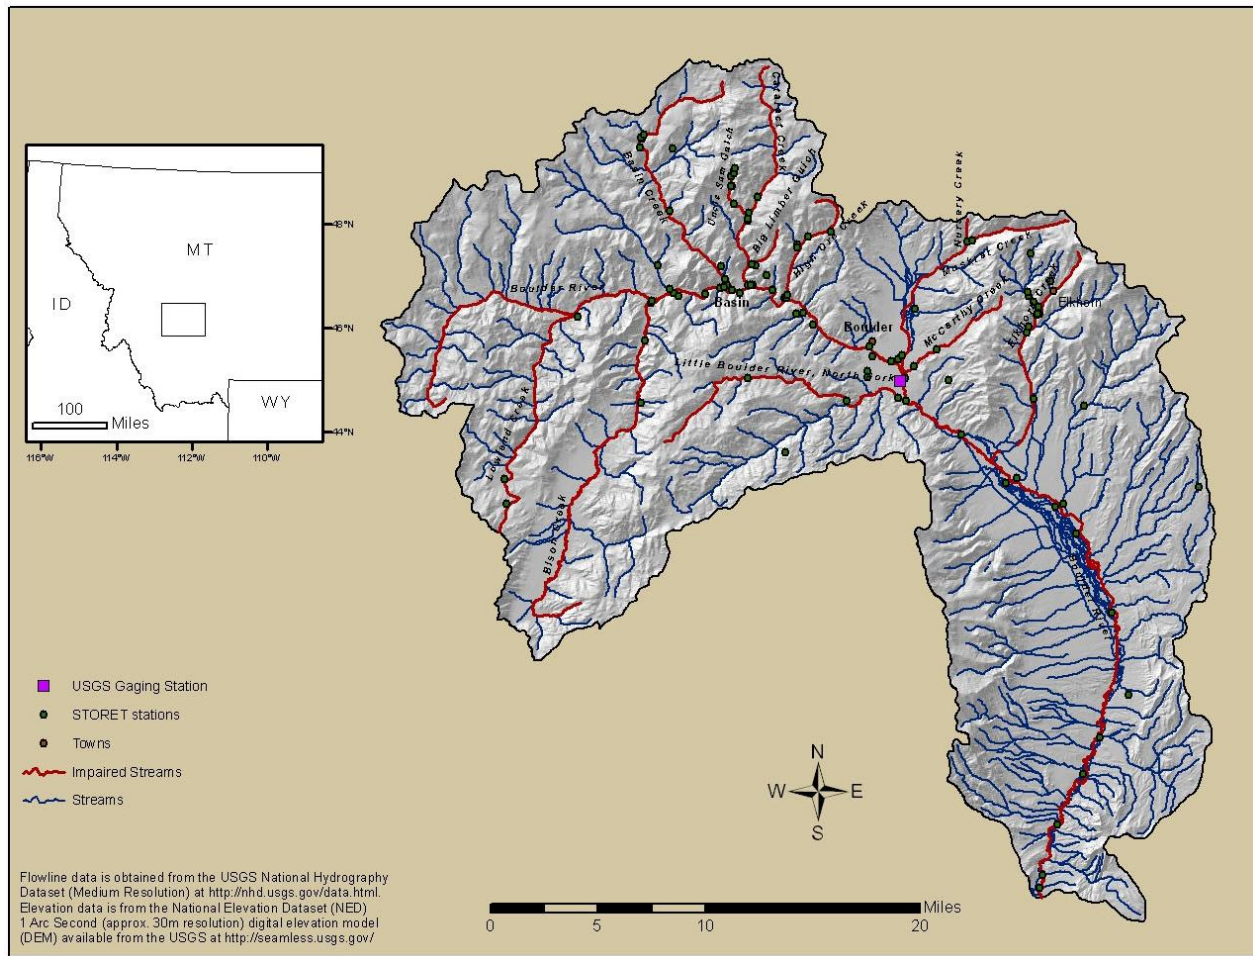 Cataract Creek
Basin Creek
Uncle Sam Gulch
Big Limber Gulch
High Ore Creek
Nursery Creek
Muskrat Creek
Elkhorn Creek
Elkhorn
McCarthy Creek
Boulder River
Basin
Boulder
Little Boulder River, North Fork
Lowland Creek
Bison Creek
Boulder River
MT
ID
WY
100
Miles
48°N
46°N
44°N
116°W
114°W
112°W
110°W
USGS Gaging Station
STORET stations
Towns
Impaired Streams
Streams
N
W
E
S
Flowline data is obtained from the USGS National Hydrography
Dataset (Medium Resolution) at http://nhd.usgs.gov/data.html.
Elevation data is from the National Elevation Dataset (NED)
1 Arc Second (approx. 30m resolution) digital elevation model
(DEM) available from the USGS at http://seamless.usgs.gov/
Miles
0
5
10
20